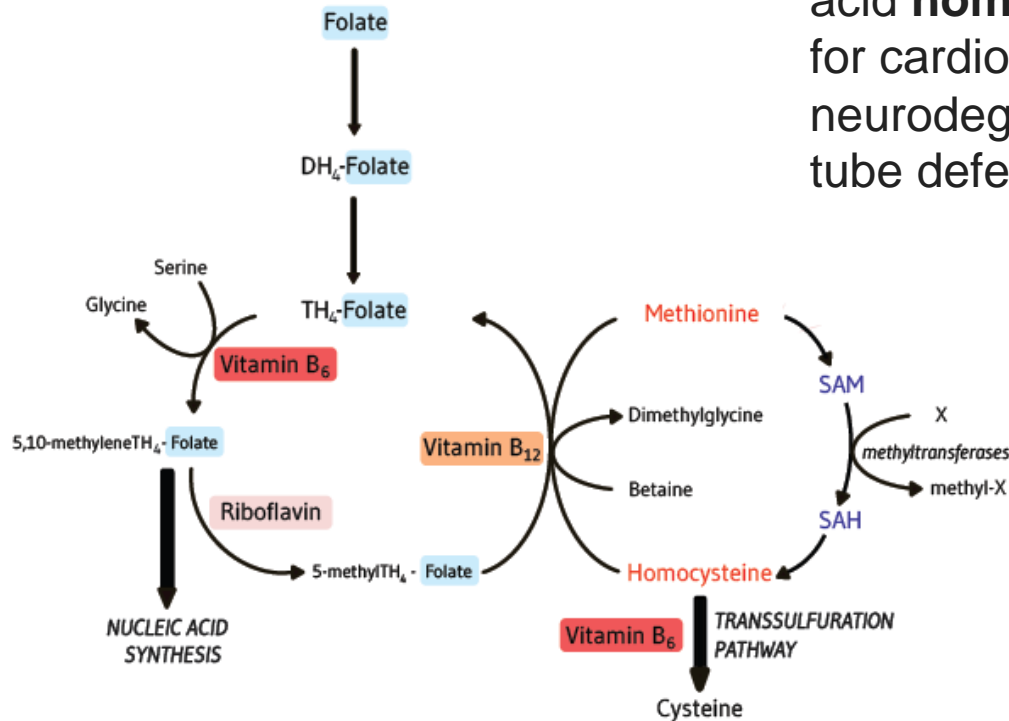 acid hom
for cardio
neurodeg
tube defe
Folate
DH₄-Folate
Serine
Glycine
TH₄-Folate
Vitamin B₆
5,10-methyleneTH₄- Folate
Riboflavin
5-methylTH₄ - Folate
NUCLEIC ACID
SYNTHESIS
Vitamin B₁₂
Methionine
SAM
Dimethylglycine
X
methyltransferases
methyl-X
Betaine
SAH
Homocysteine
Vitamin B₆
TRANSSULFURATION
PATHWAY
Cysteine